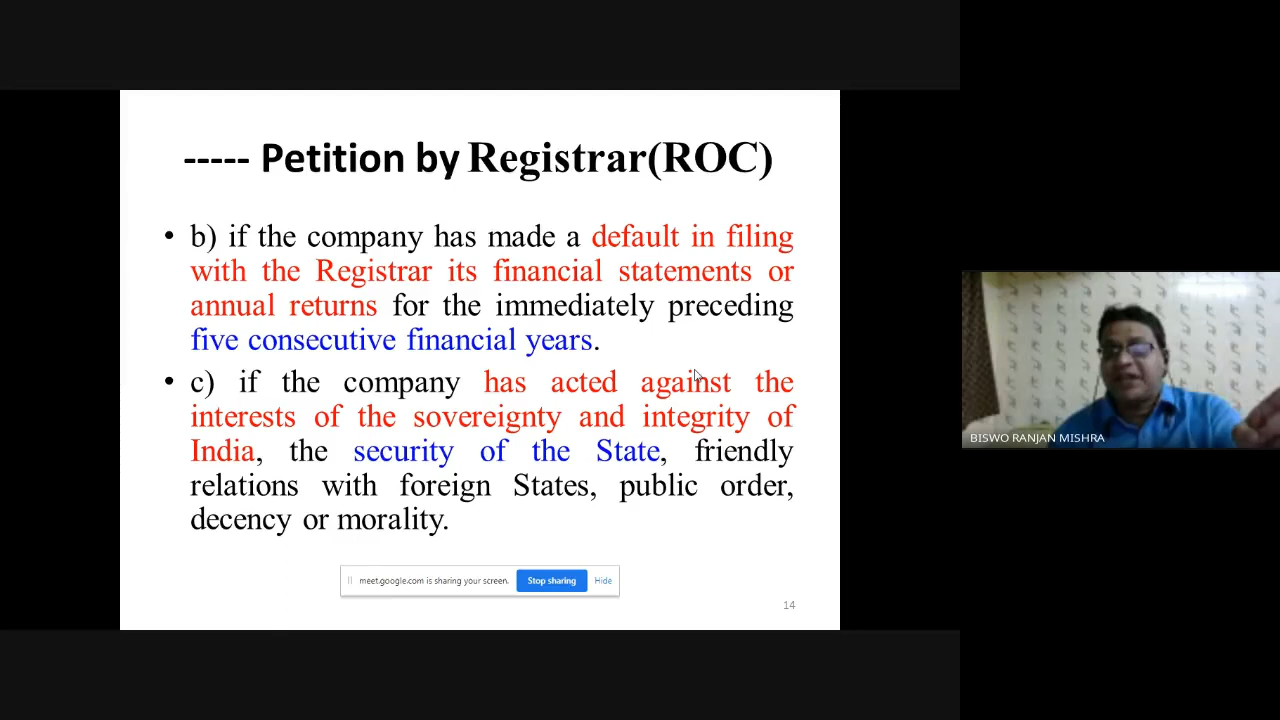 ----- Petition by Registrar(ROC)
• b) if the company has made a default in filing
with the Registrar its financial statements or
annual returns for the immediately preceding
five consecutive financial years.
• c) if the company has acted against the
interests of the sovereignty and integrity of
India, the security of the State, friendly
relations with foreign States, public order,
decency or morality.
meet.google.com is sharing your screen. Stop sharing Hide
14
BISWO RANJAN MISHRA